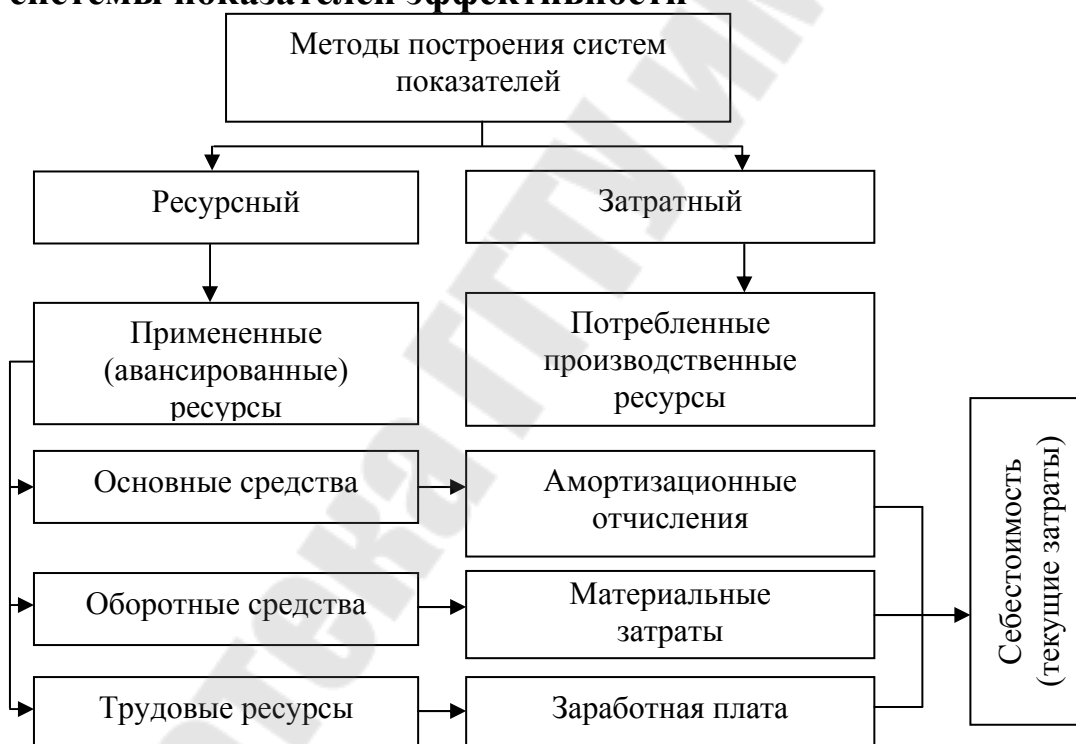 системы показателей эффективности
Методы построения систем
показателей
Ресурсный
Затратный
Примененные
(авансированные)
ресурсы
Потребленные
производственные
ресурсы
Основные средства
Амортизационные
отчисления
Оборотные средства
Материальные
затраты
Трудовые ресурсы
Заработная плата
Себестоимость
(текущие затраты)